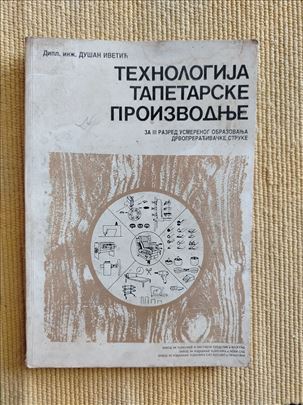 Дипл. инж. ДУШАН ИВЕТИЋ
ТЕХНОЛОГИЈА
ТАПЕТАРСКЕ
ПРОИЗВОДЊЕ
ЗА III РАЗРЕД УСМЕРЕНОГ ОБРАЗОВАЊА
ДРВОПРЕРАЂИВАЧКЕ СТРУКЕ